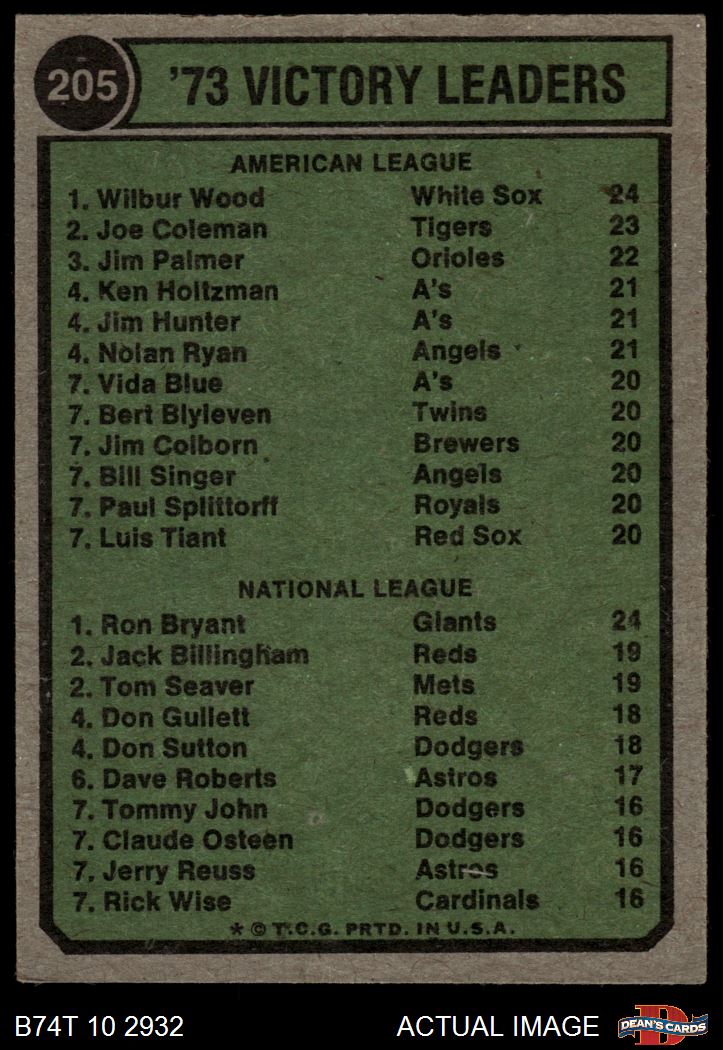 205 '73 VICTORY LEADERS
AMERICAN LEAGUE
1. Wilbur Wood White Sox 24
2. Joe Coleman Tigers 23
3. Jim Palmer Orioles 22
4. Ken Holtzman A's 21
4. Jim Hunter A's 21
4. Nolan Ryan Angels 21
7. Vida Blue A's 20
7. Bert Blyleven Twins 20
7. Jim Colborn Brewers 20
7. Bill Singer Angels 20
7. Paul Splittorff Royals 20
7. Luis Tiant Red Sox 20
NATIONAL LEAGUE
1. Ron Bryant Giants 24
2. Jack Billingham Reds 19
2. Tom Seaver Mets 19
4. Don Gullett Reds 18
4. Don Sutton Dodgers 18
6. Dave Roberts Astros 17
7. Tommy John Dodgers 16
7. Claude Osteen Dodgers 16
7. Jerry Reuss Astros 16
7. Rick Wise Cardinals 16
* © T.C.G. PRTD. IN U.S.A.
B74T 10 2932 ACTUAL IMAGE D DEAN'S CARDS